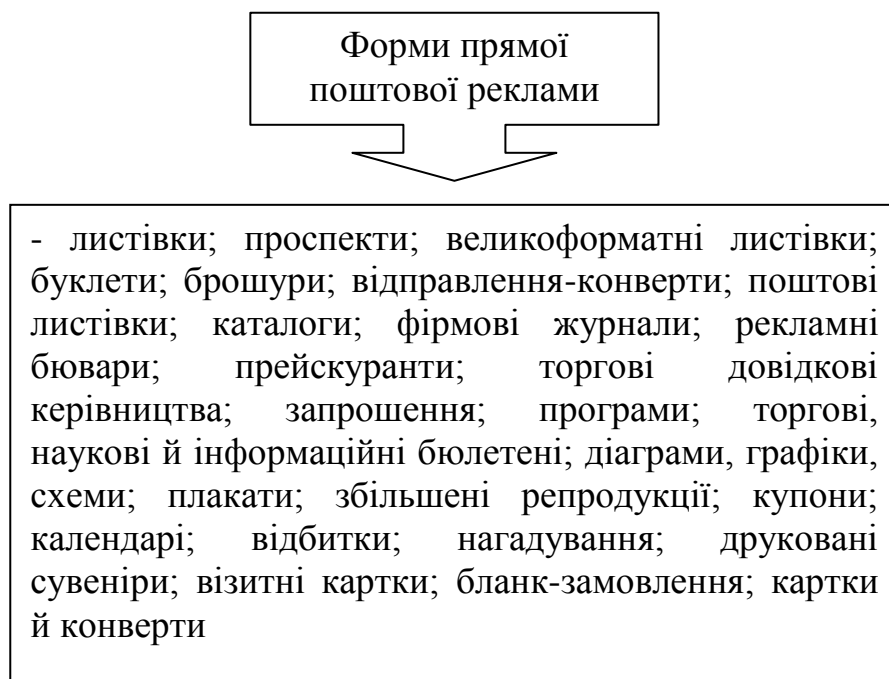 Форми прямої
поштової реклами
- листівки; проспекти; великоформатні листівки;
буклети; брошури; відправлення-конверти; поштові
листівки; каталоги; фірмові журнали; рекламні
бювари; прейскуранти; торгові довідкові
керівництва; запрошення; програми; торгові,
наукові й інформаційні бюлетені; діаграми, графіки,
схеми; плакати; збільшені репродукції; купони;
календарі; відбитки; нагадування; друковані
сувеніри; візитні картки; бланк-замовлення; картки
й конверти